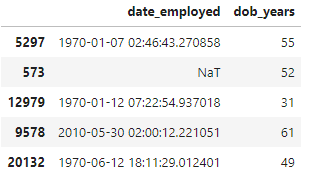 date_employed dob_years
5297 1970-01-07 02:46:43.270858 55
573 NaT 52
12979 1970-01-12 07:22:54.937018 31
9578 2010-05-30 02:00:12.221051 61
20132 1970-06-12 18:11:29.012401 49